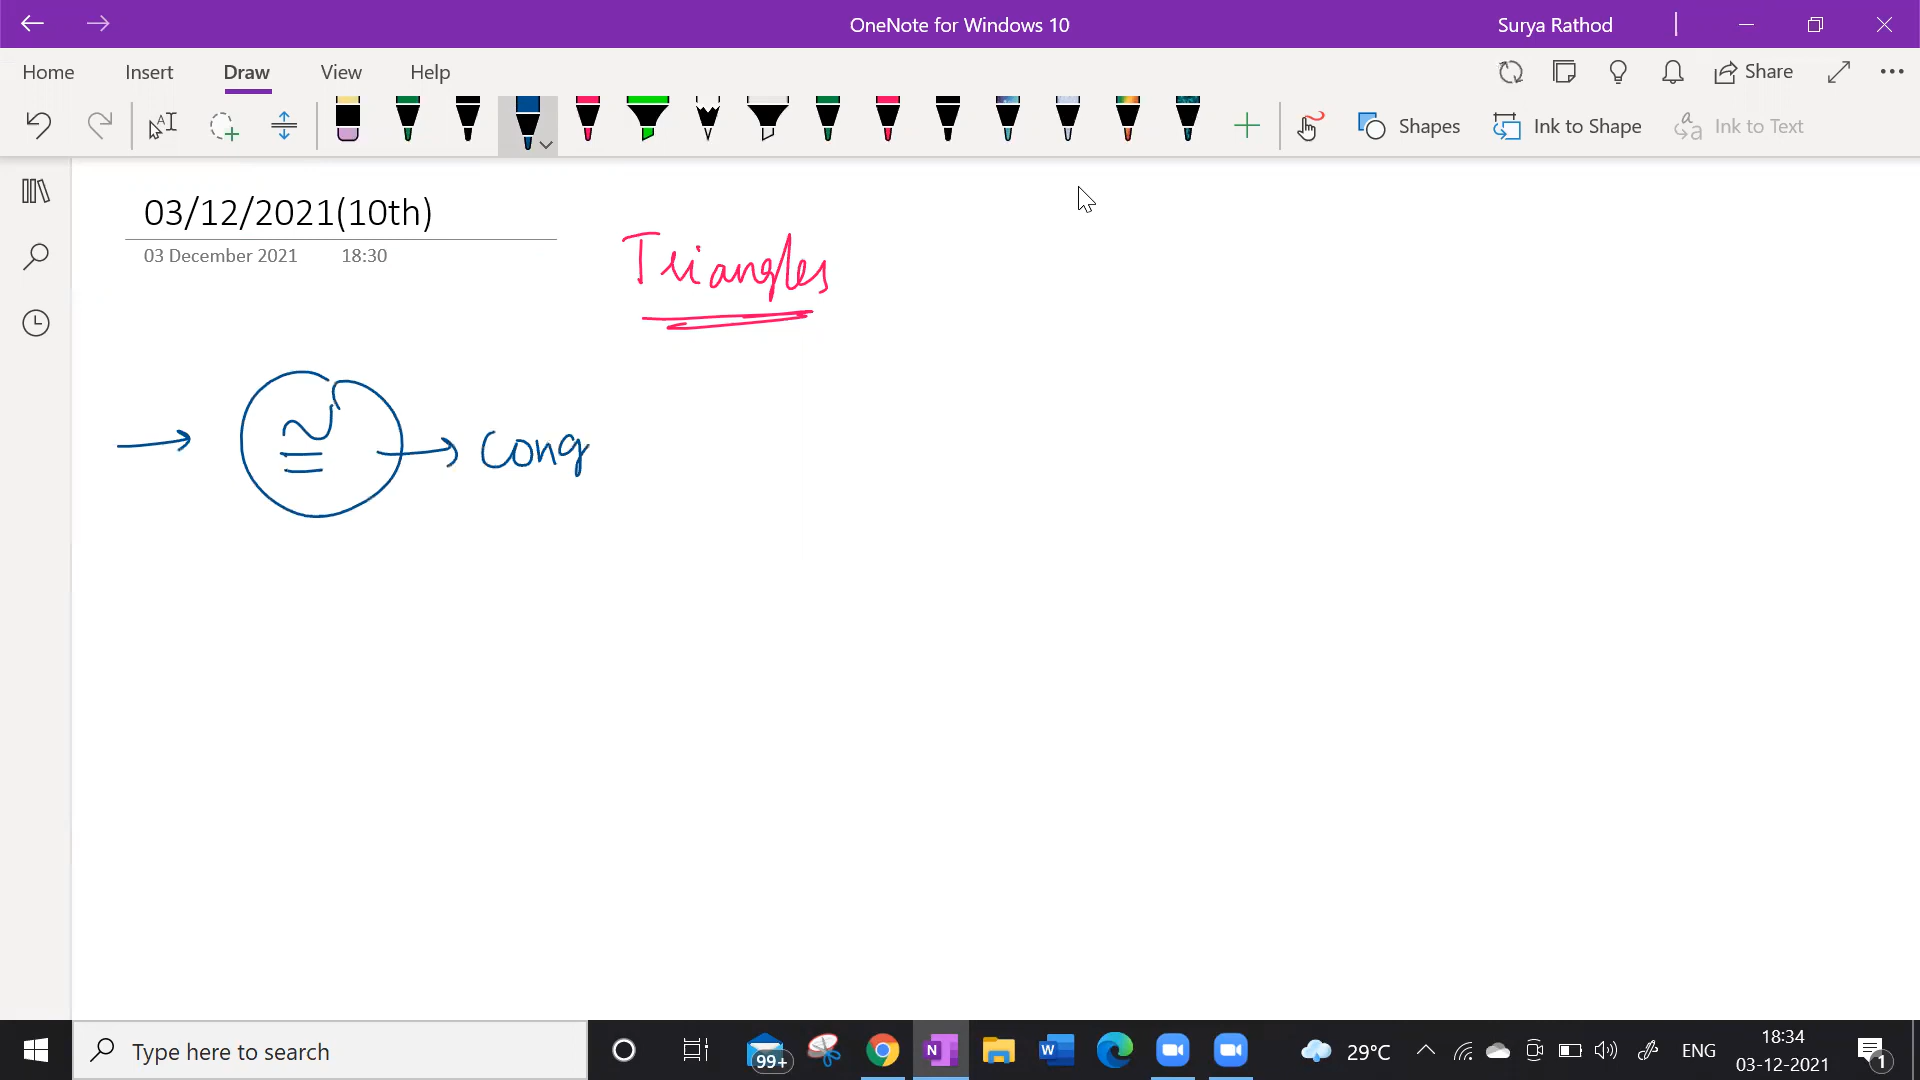 OneNote for Windows 10
Surya Rathod
Home Insert Draw View Help
Share
Shapes Ink to Shape Ink to Text
03/12/2021(10th)
03 December 2021 18:30
Triangles
≅ → cong
Type here to search
99+
N
W
29°C
ENG
18:34
03-12-2021
1